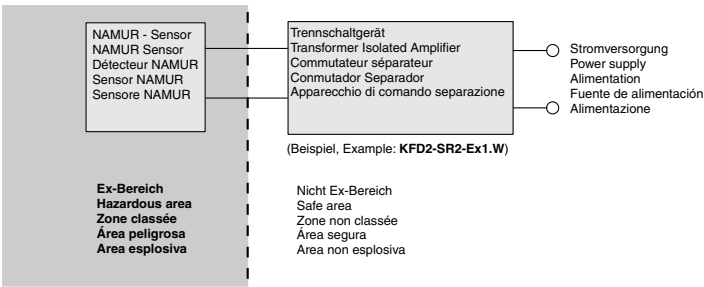 NAMUR - Sensor
NAMUR Sensor
Détecteur NAMUR
Sensor NAMUR
Sensore NAMUR
Trennschaltgerät
Transformer Isolated Amplifier
Commutateur séparateur
Conmutador Separador
Apparecchio di comando separazione
Stromversorgung
Power supply
Alimentation
Fuente de alimentación
Alimentazione
(Beispiel, Example: KFD2-SR2-Ex1.W)
Ex-Bereich
Hazardous area
Zone classée
Área peligrosa
Area esplosiva
Nicht Ex-Bereich
Safe area
Zone non classée
Área segura
Area non esplosiva